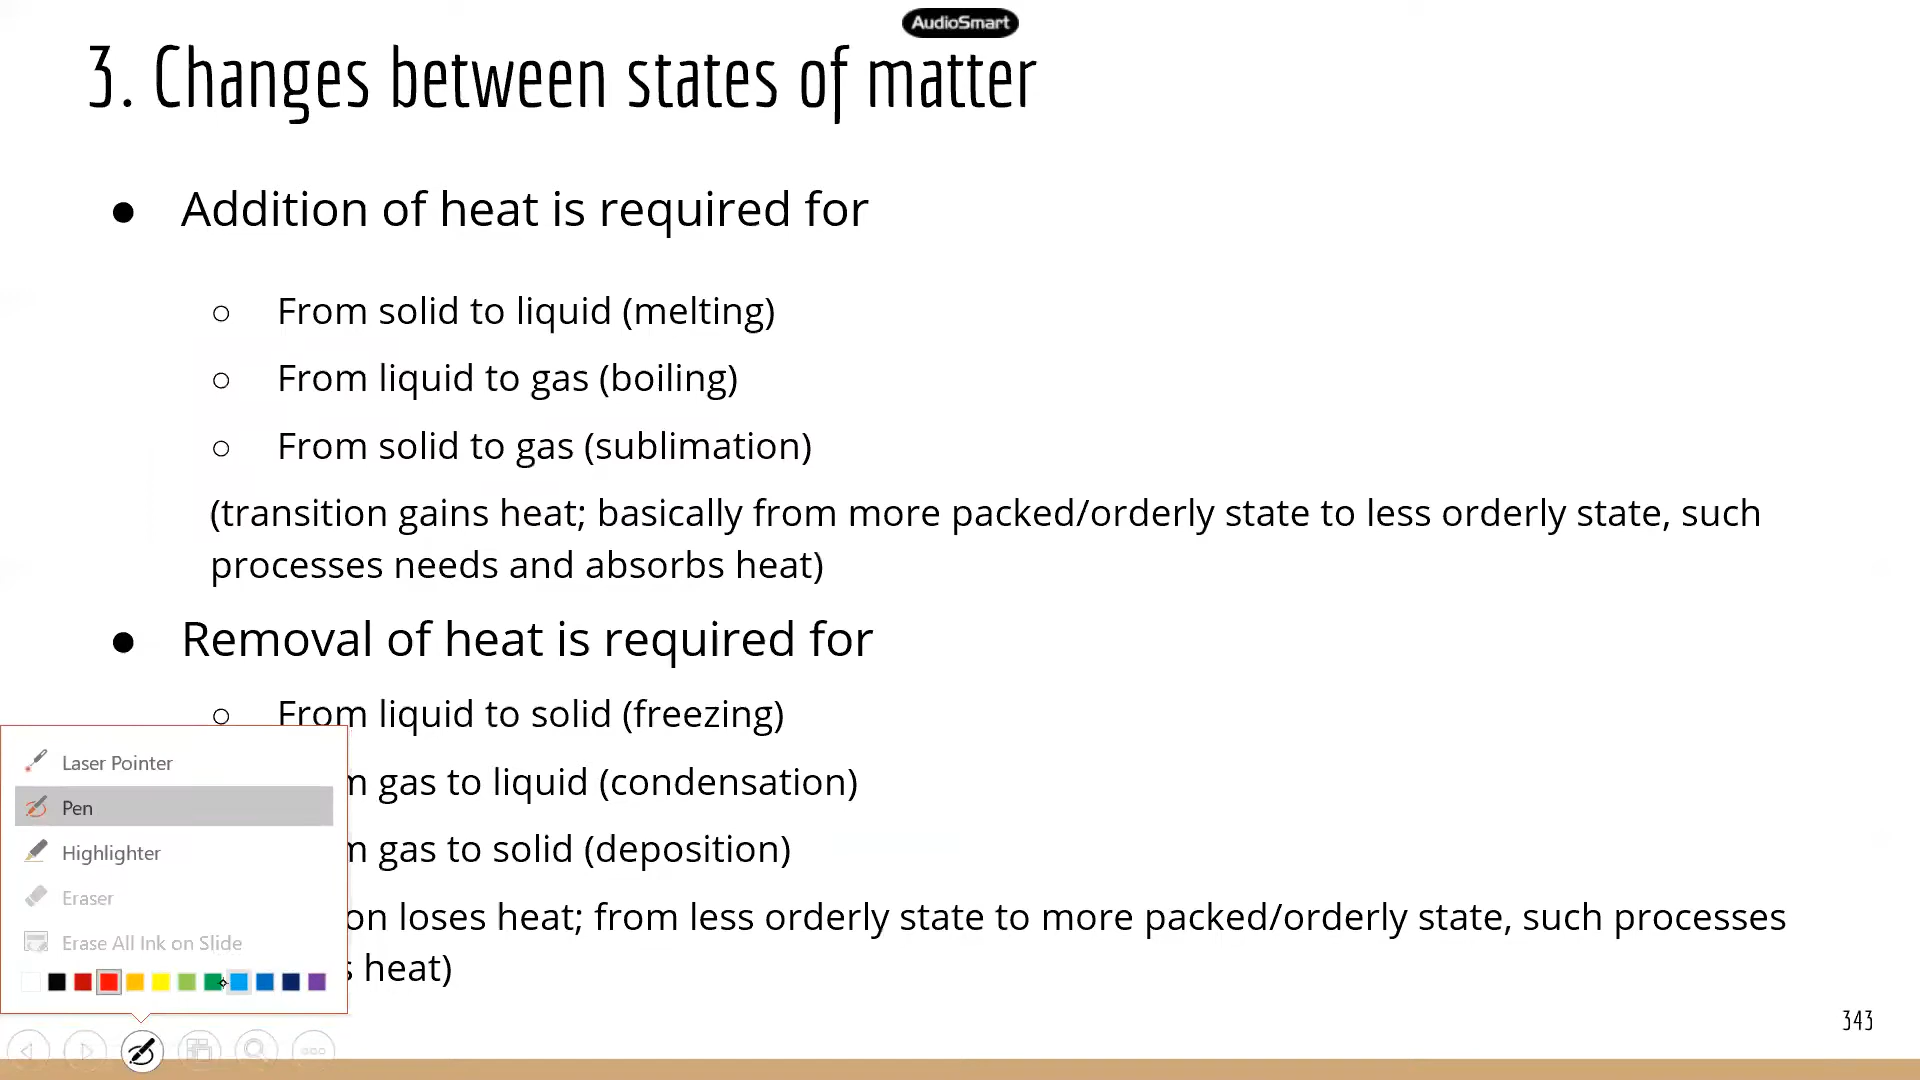 AudioSmart
3. Changes between states of matter
● Addition of heat is required for
○ From solid to liquid (melting)
○ From liquid to gas (boiling)
○ From solid to gas (sublimation)
(transition gains heat; basically from more packed/orderly state to less orderly state, such
processes needs and absorbs heat)
● Removal of heat is required for
○ From liquid to solid (freezing)
gas to liquid (condensation)
gas to solid (deposition)
loses heat; from less orderly state to more packed/orderly state, such processes
heat)
Laser Pointer
Pen
Highlighter
Eraser
Erase All Ink on Slide
343